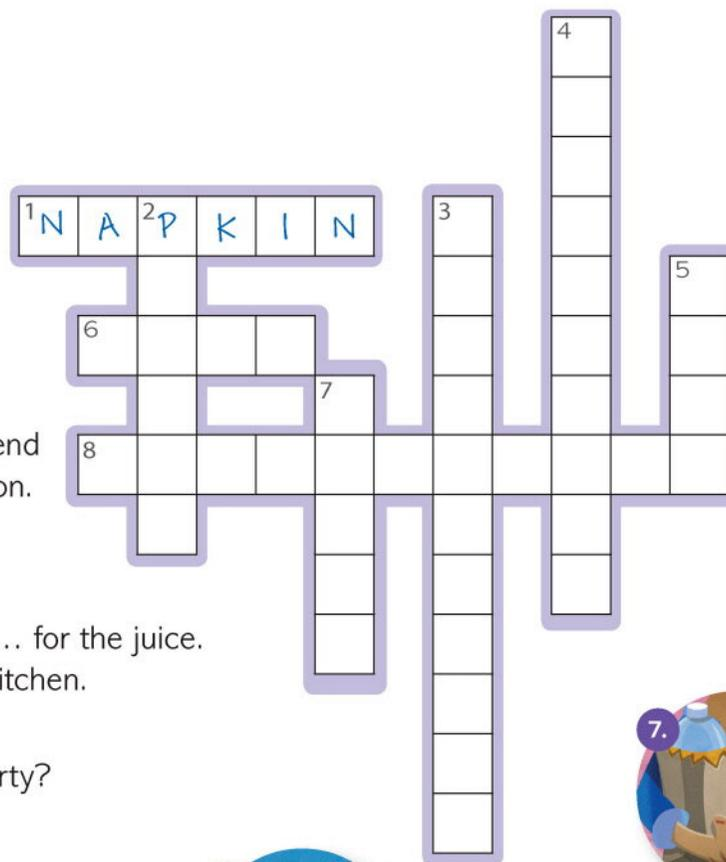 4
1 N A 2 P K I N
3
5
6
7
end
8
on.
.. for the juice.
itchen.
7.
rty?